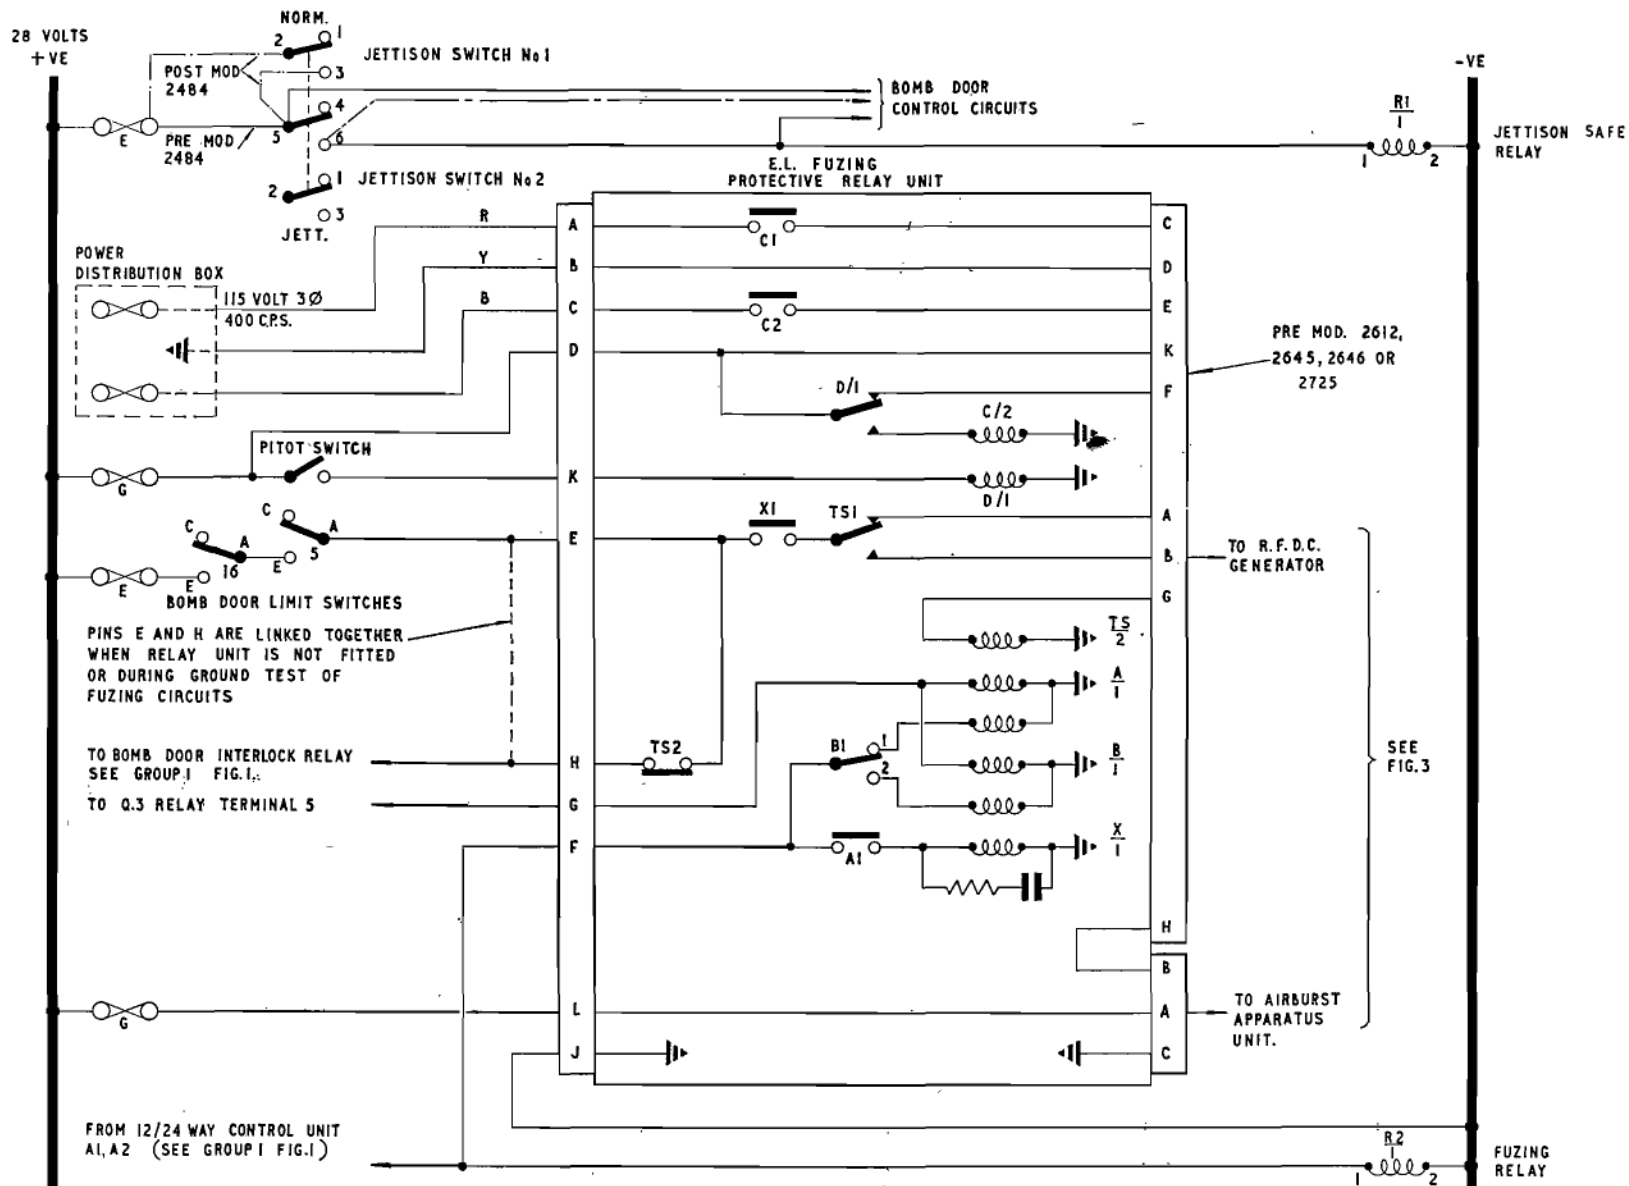 28 VOLTS
+VE
NORM.
1
2
JETTISON SWITCH No1
POST MOD
2484
3
4
5
6
PRE MOD
2484
E
BOMB DOOR
CONTROL CIRCUITS
R1
1
1
2
-VE
JETTISON SAFE
RELAY
1
2
3
JETTISON SWITCH No2
JETT.
E.L. FUZING
PROTECTIVE RELAY UNIT
POWER
DISTRIBUTION BOX
115 VOLT 3Ø
400 C.P.S.
R
Y
B
A
B
C
D
K
E
H
G
F
L
J
C1
C2
C
D
E
K
F
A
B
G
H
B
A
C
PRE MOD. 2612,
2645, 2646 OR
2725
D/1
C/2
D/1
PITOT SWITCH
G
X1
TS1
TO R.F.D.C.
GENERATOR
C
A
16
E
C
A
5
E
E
BOMB DOOR LIMIT SWITCHES
PINS E AND H ARE LINKED TOGETHER
WHEN RELAY UNIT IS NOT FITTED
OR DURING GROUND TEST OF
FUZING CIRCUITS
TS
2
A
1
B
1
X
1
B1
1
2
TS2
A1
TO BOMB DOOR INTERLOCK RELAY
SEE GROUP.1 FIG.1.
TO Q.3 RELAY TERMINAL 5
SEE
FIG.3
G
TO AIRBURST
APPARATUS
UNIT.
FROM 12/24 WAY CONTROL UNIT
A1, A2 (SEE GROUP 1 FIG.1)
R2
1
1
2
FUZING
RELAY